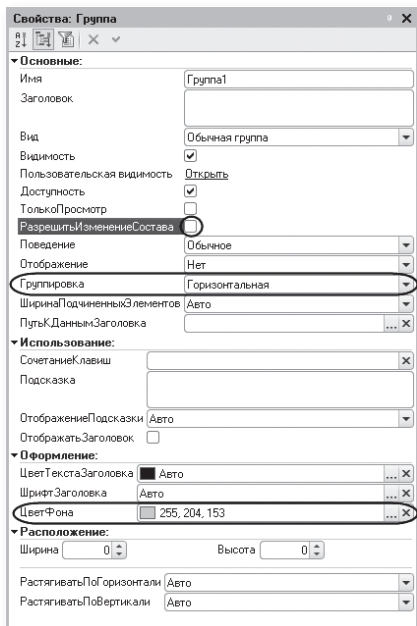 Свойства: Группа
Основные:
Имя Группа1
Заголовок
Вид Обычная группа
Видимость
Пользовательская видимость Открыть
Доступность
ТолькоПросмотр
РазрешитьИзменениеСостава
Поведение Обычное
Отображение Нет
Группировка Горизонтальная
ШиринаПодчиненныхЭлементов Авто
ПутьКДаннымЗаголовка ...
Использование:
СочетаниеКлавиш
Подсказка
ОтображениеПодсказки Авто
ОтображатьЗаголовок
Оформление:
ЦветТекстаЗаголовка Авто ...
ШрифтЗаголовка Авто ...
ЦветФона 255, 204, 153 ...
Расположение:
Ширина 0 Высота 0
РастягиватьПоГоризонтали Авто
РастягиватьПоВертикали Авто